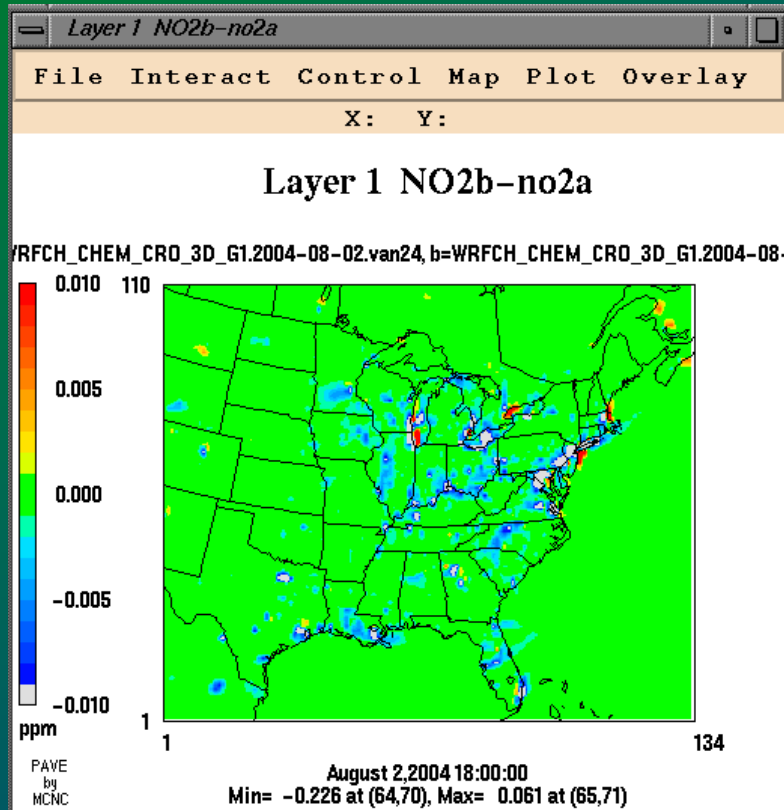 Layer 1 NO2b-no2a
File Interact Control Map Plot Overlay
X: Y:
Layer 1 NO2b-no2a
WRFCH_CHEM_CRO_3D_G1.2004-08-02.van24, b=WRFCH_CHEM_CRO_3D_G1.2004-08-
0.010
0.005
0.000
-0.005
-0.010
ppm
110
1
1
134
PAVE
by
MCNC
August 2,2004 18:00:00
Min= -0.226 at (64,70), Max= 0.061 at (65,71)